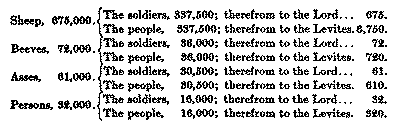 Sheep, 675,000.
The soldiers, 337,500; therefrom to the Lord... 675.
The people, 337,500; therefrom to the Levites. 6,750.
Beeves, 72,000.
The soldiers, 36,000; therefrom to the Lord... 72.
The people, 36,000; therefrom to the Levites. 720.
Asses, 61,000.
The soldiers, 30,500; therefrom to the Lord... 61.
The people, 30,500; therefrom to the Levites. 610.
Persons, 32,000.
The soldiers, 16,000; therefrom to the Lord... 32.
The people, 16,000; therefrom to the Levites. 320.